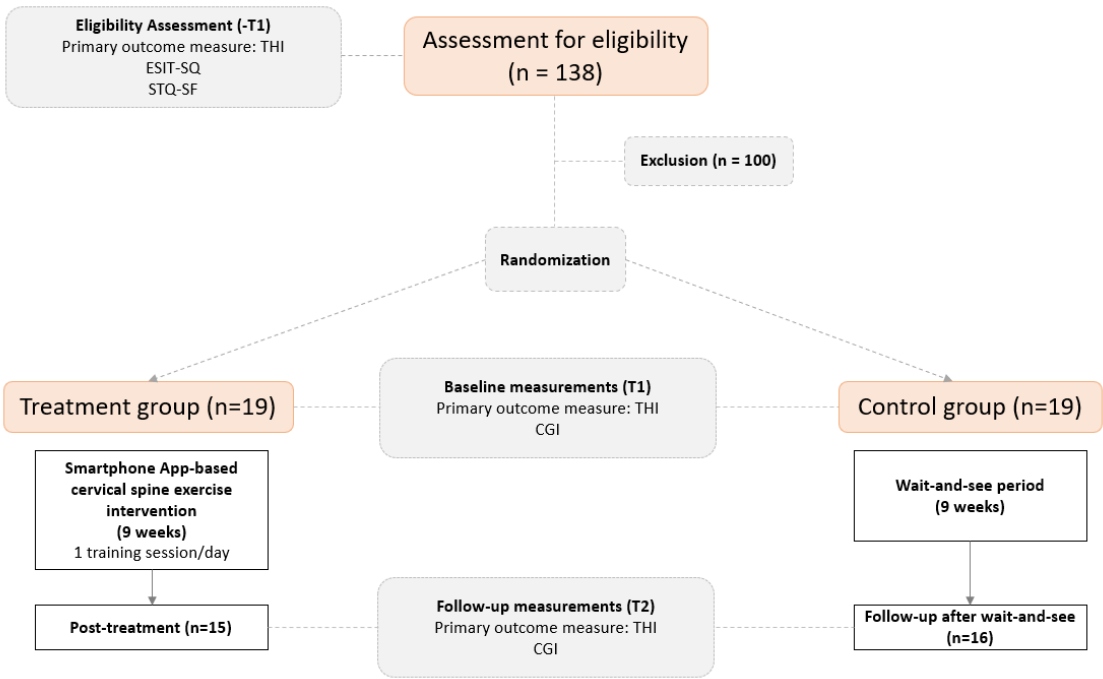 Eligibility Assessment (-T1)
Primary outcome measure: THI
ESIT-SQ
STQ-SF
Assessment for eligibility
(n = 138)
Exclusion (n = 100)
Randomization
Treatment group (n=19)
Baseline measurements (T1)
Primary outcome measure: THI
CGI
Control group (n=19)
Smartphone App-based
cervical spine exercise
intervention
(9 weeks)
1 training session/day
Wait-and-see period
(9 weeks)
Post-treatment (n=15)
Follow-up measurements (T2)
Primary outcome measure: THI
CGI
Follow-up after wait-and-see
(n=16)